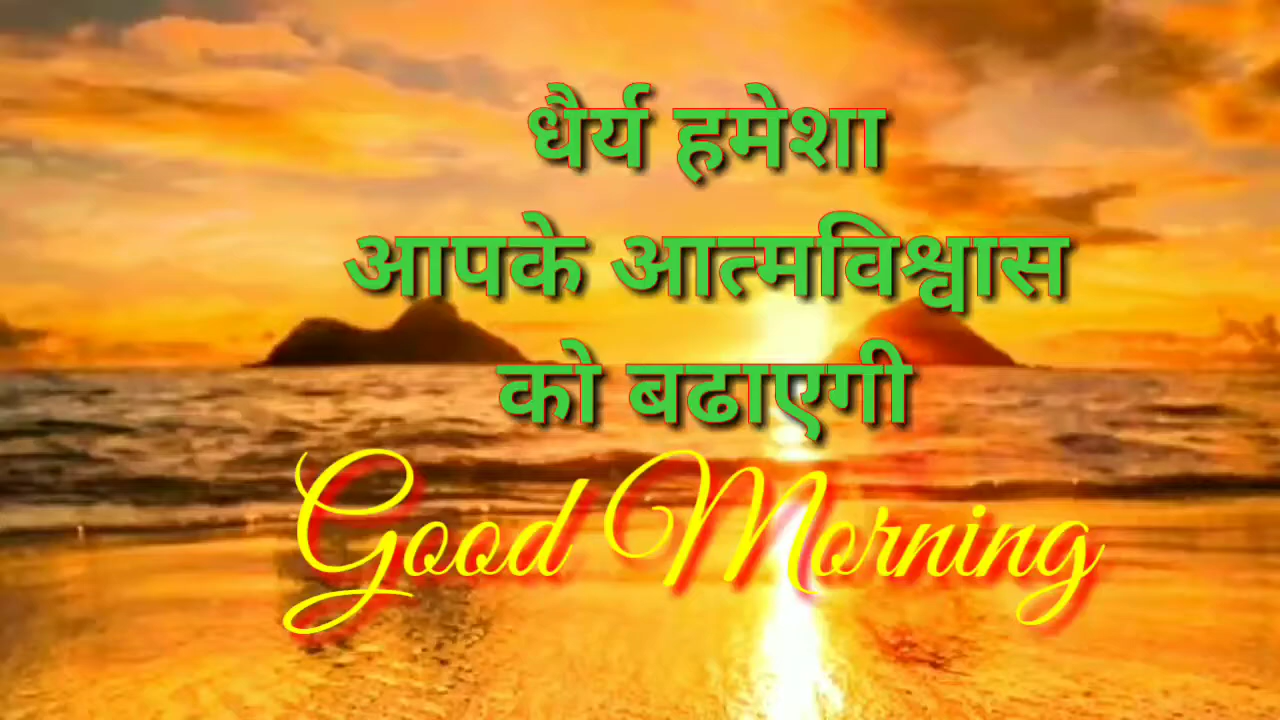 धैर्य हमेशा
आपके आत्मविश्वास
को बढाएगी
Good Morning